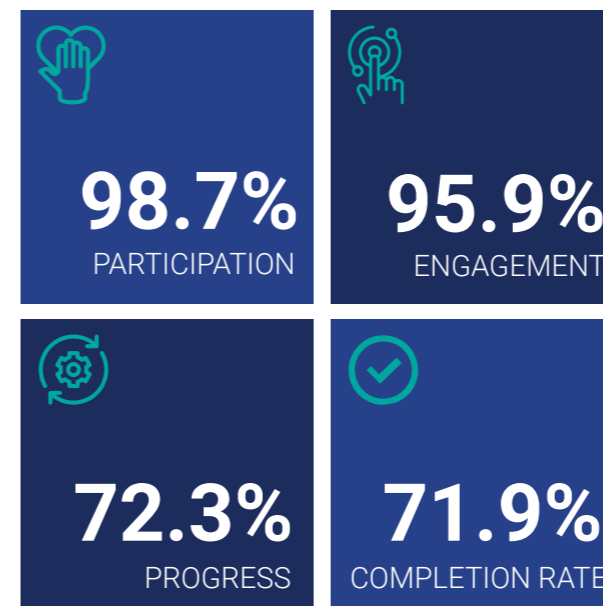 98.7%
PARTICIPATION
95.9%
ENGAGEMENT
72.3%
PROGRESS
71.9%
COMPLETION RATE